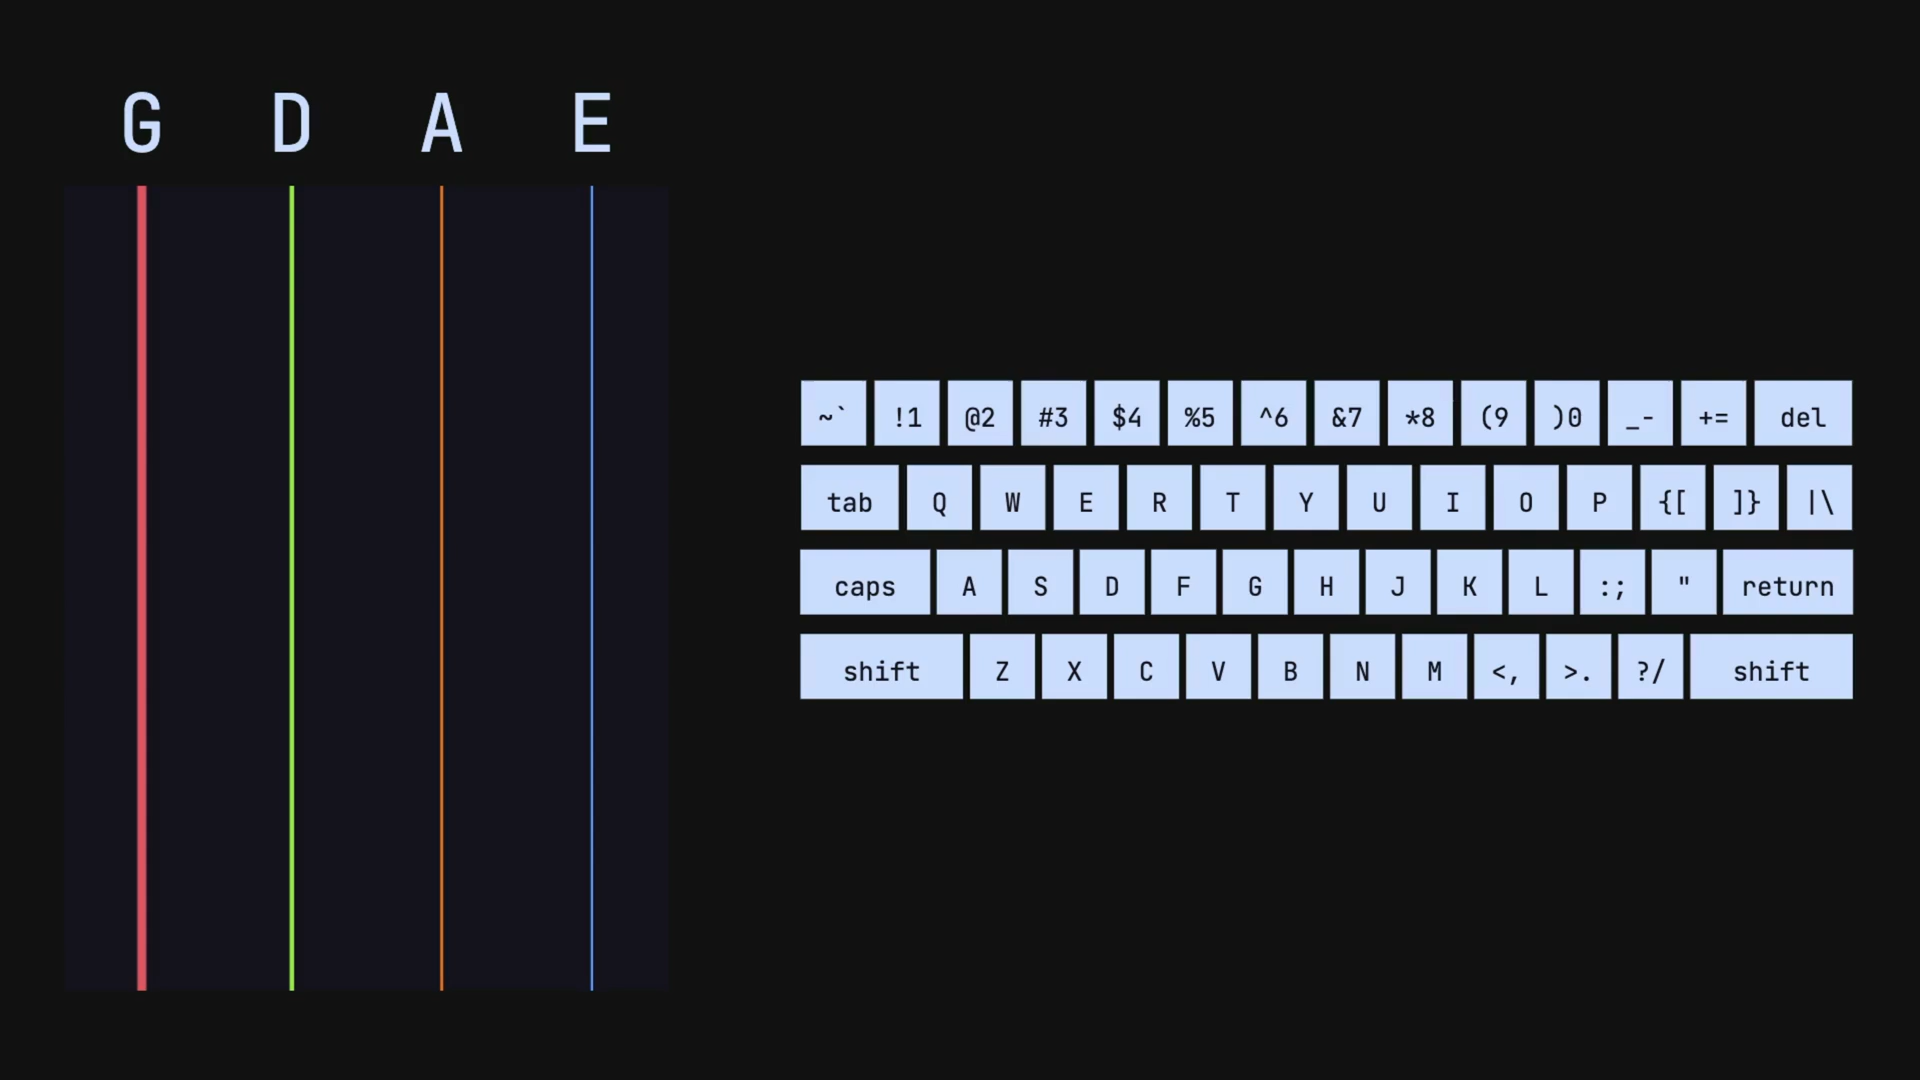 G D A E
~` !1 @2 #3 $4 %5 ^6 &7 *8 (9 )0 _- += del
tab Q W E R T Y U I O P {[ ]} |\
caps A S D F G H J K L :; " return
shift Z X C V B N M <, >. ?/ shift